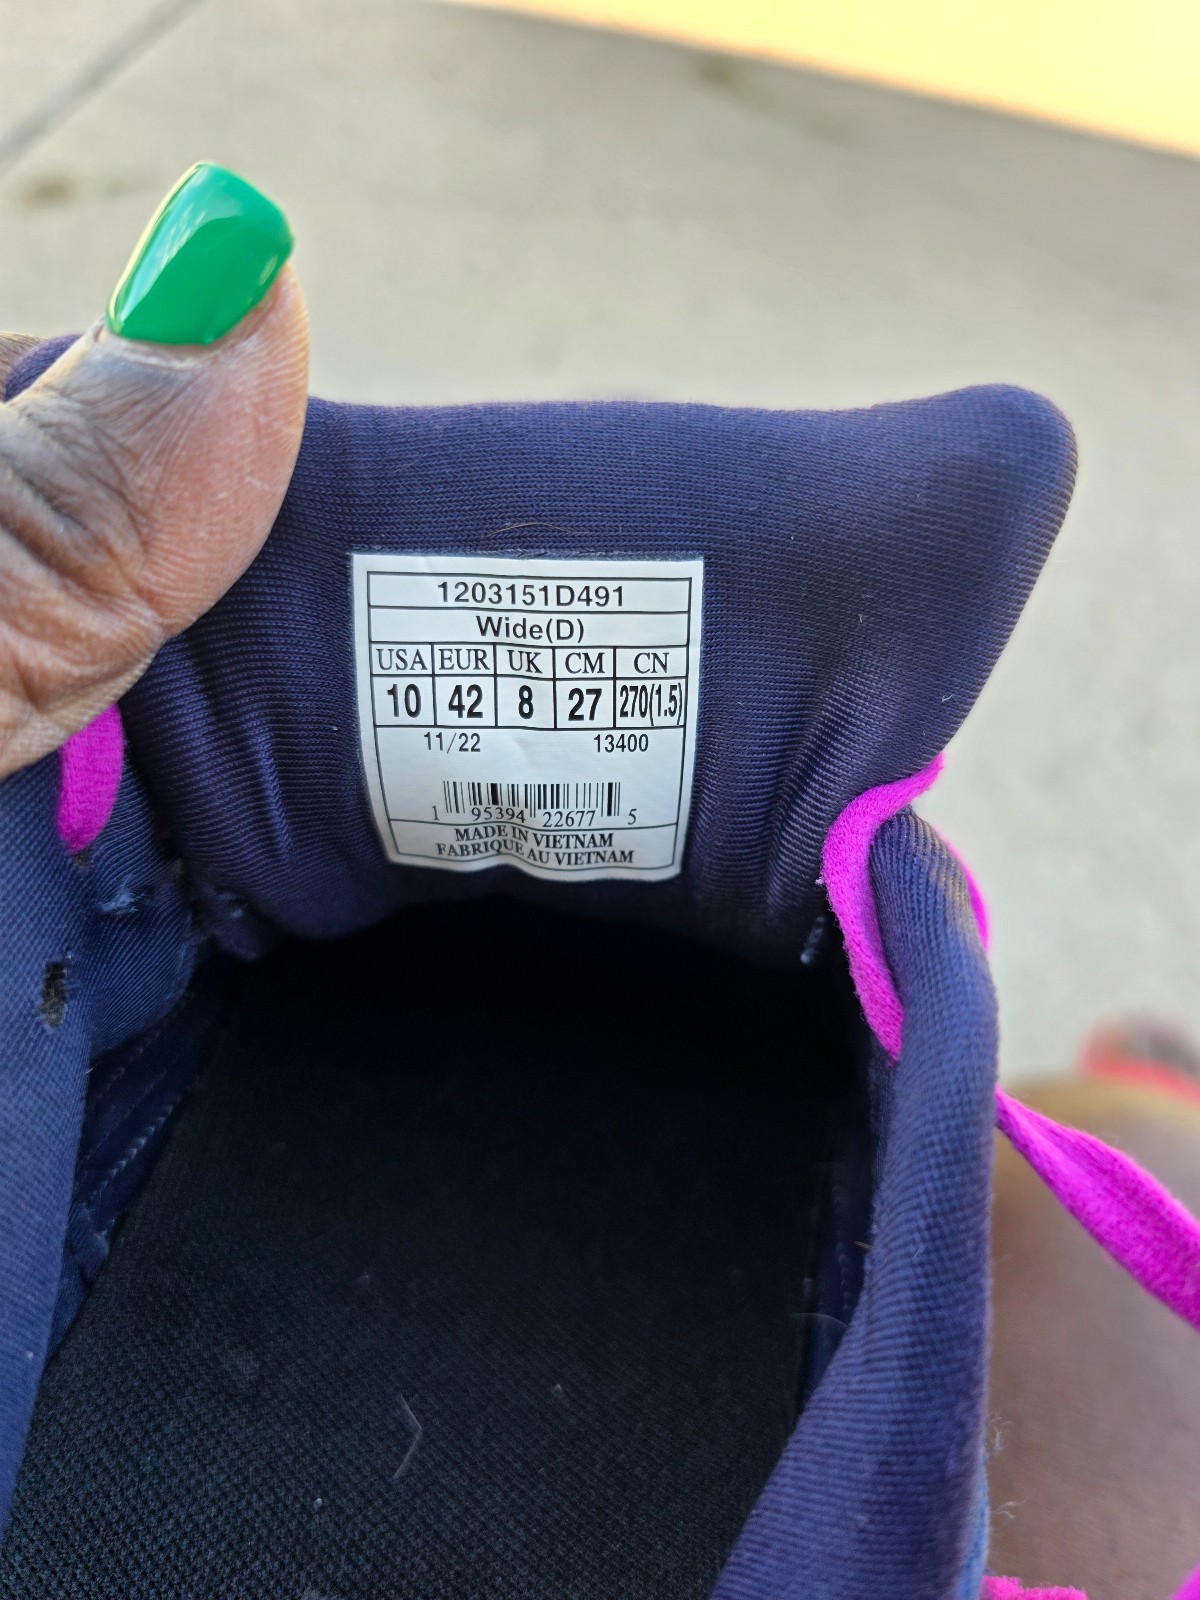 1203151D491
Wide(D)
USA EUR UK CM CN
10 42 8 27 270(1.5)
11/22 13400
1 95394 22677 5
MADE IN VIETNAM
FABRIQUE AU VIETNAM